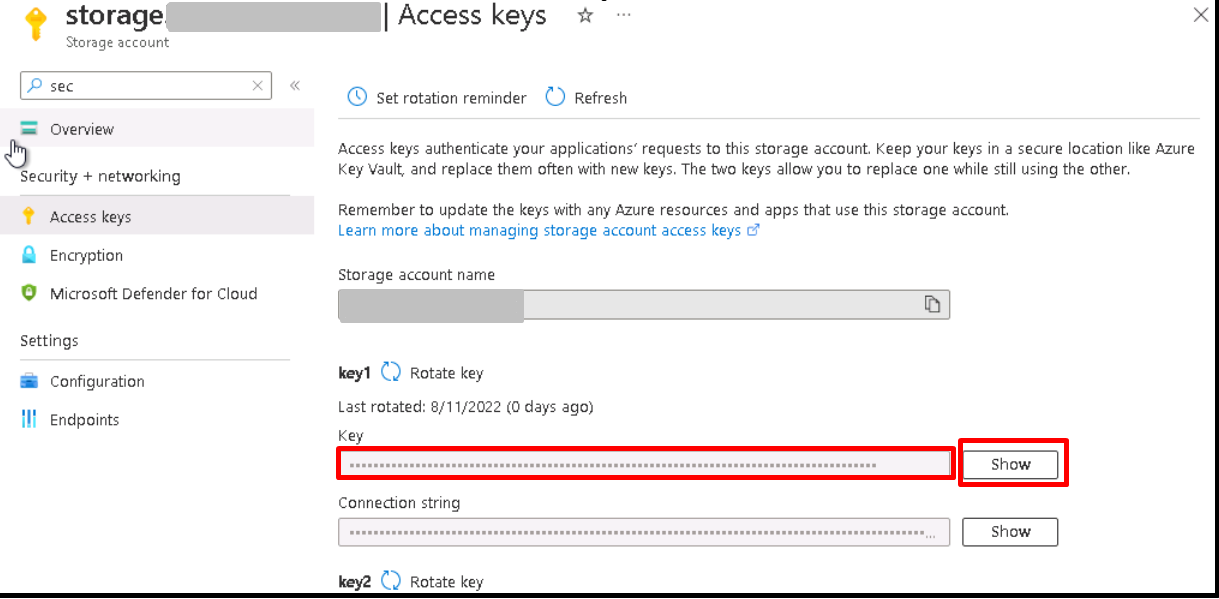 storage | Access keys ☆ ...
Storage account
sec
Set rotation reminder Refresh
Overview
Access keys authenticate your applications' requests to this storage account. Keep your keys in a secure location like Azure
Key Vault, and replace them often with new keys. The two keys allow you to replace one while still using the other.
Security + networking
Access keys
Remember to update the keys with any Azure resources and apps that use this storage account.
Learn more about managing storage account access keys
Encryption
Microsoft Defender for Cloud
Storage account name
Settings
Configuration
Endpoints
key1 Rotate key
Last rotated: 8/11/2022 (0 days ago)
Key
Show
Connection string
...
Show
key2 Rotate key